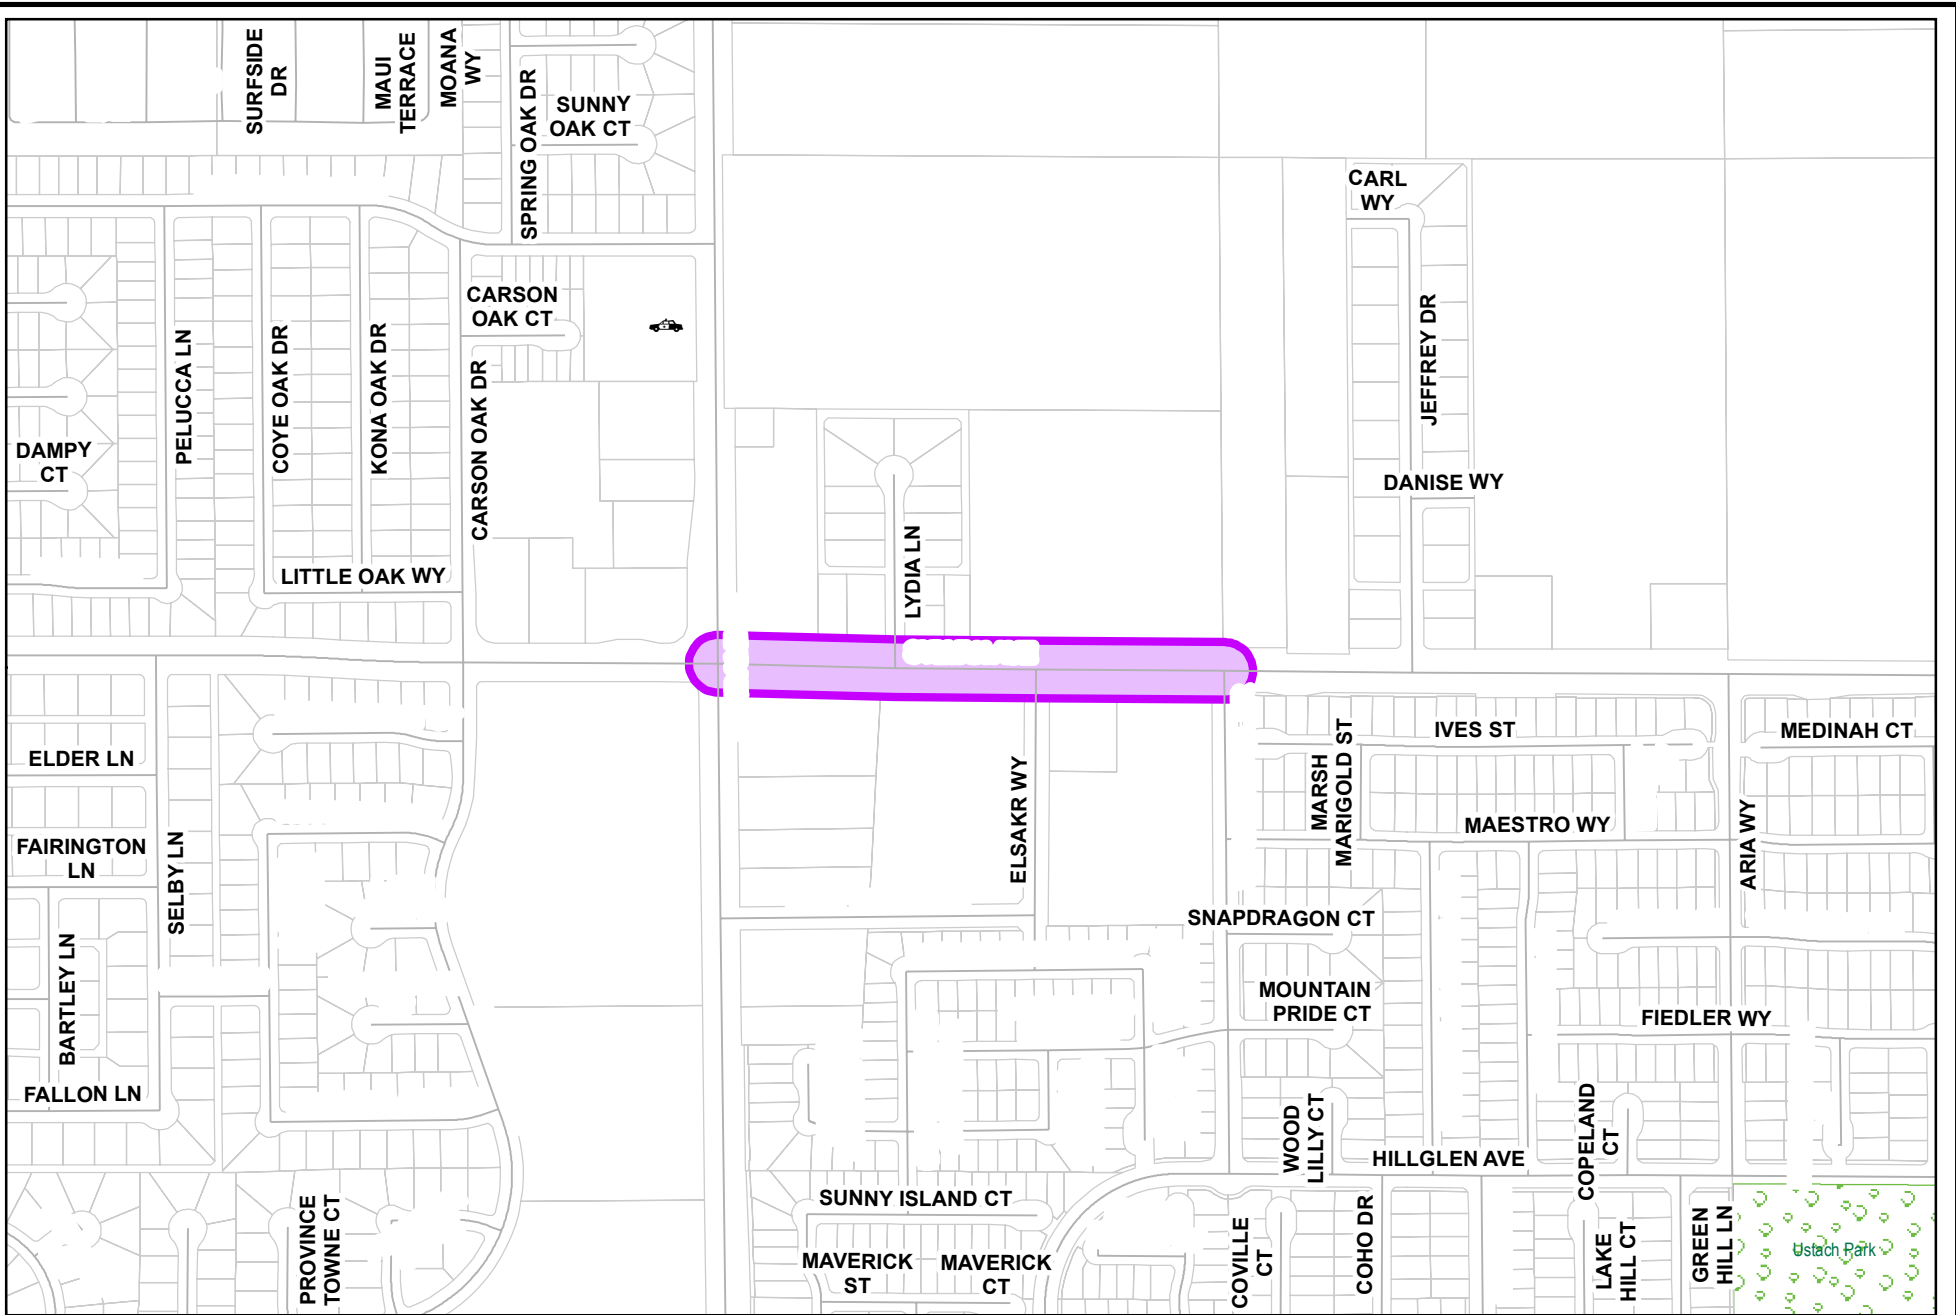 SURFSIDE
DR
MAUI
TERRACE
MOANA
WY
SPRING OAK DR
SUNNY
OAK CT
CARL
WY
CARSON
OAK CT
PELUCCA LN
COYE OAK DR
KONA OAK DR
CARSON OAK DR
JEFFREY DR
DAMPY
CT
DANISE WY
LYDIA LN
LITTLE OAK WY
ELDER LN
IVES ST
MEDINAH CT
MARSH
MARIGOLD ST
ELSAKR WY
MAESTRO WY
ARIA WY
FAIRINGTON
LN
SELBY LN
SNAPDRAGON CT
BARTLEY LN
MOUNTAIN
PRIDE CT
FIEDLER WY
FALLON LN
WOOD
LILLY CT
HILLGLEN AVE
COPELAND
CT
SUNNY ISLAND CT
PROVINCE
TOWNE CT
MAVERICK
ST
MAVERICK
CT
COVILLE
CT
COHO DR
LAKE
HILL CT
GREEN
HILL LN
Ustach Park